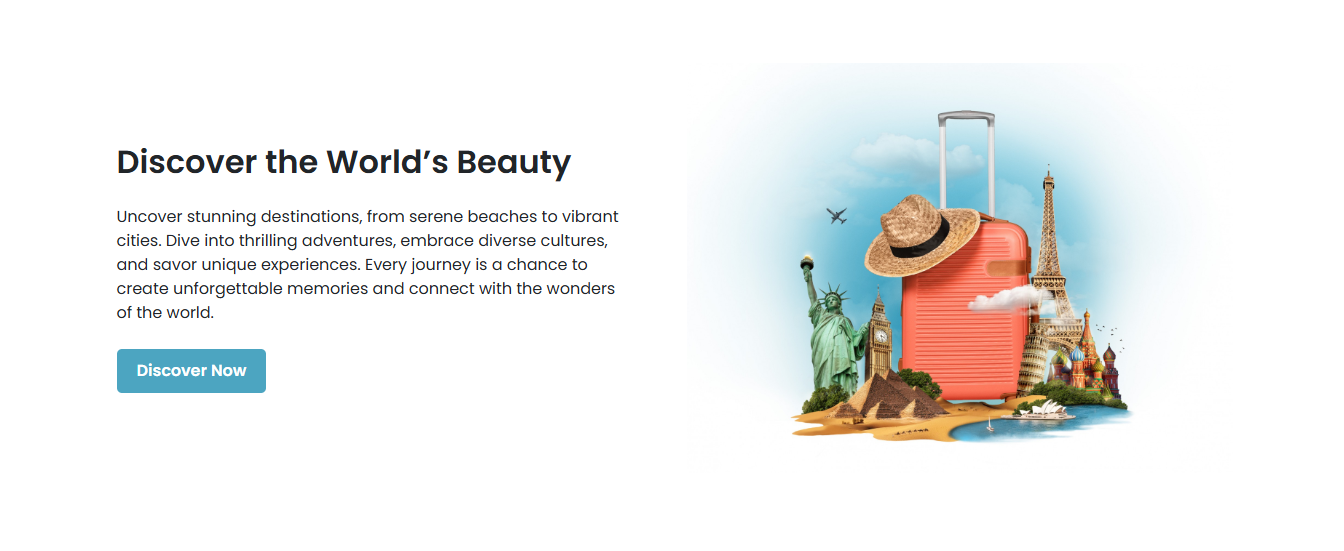 Discover the World’s Beauty
Uncover stunning destinations, from serene beaches to vibrant
cities. Dive into thrilling adventures, embrace diverse cultures,
and savor unique experiences. Every journey is a chance to
create unforgettable memories and connect with the wonders
of the world.
Discover Now